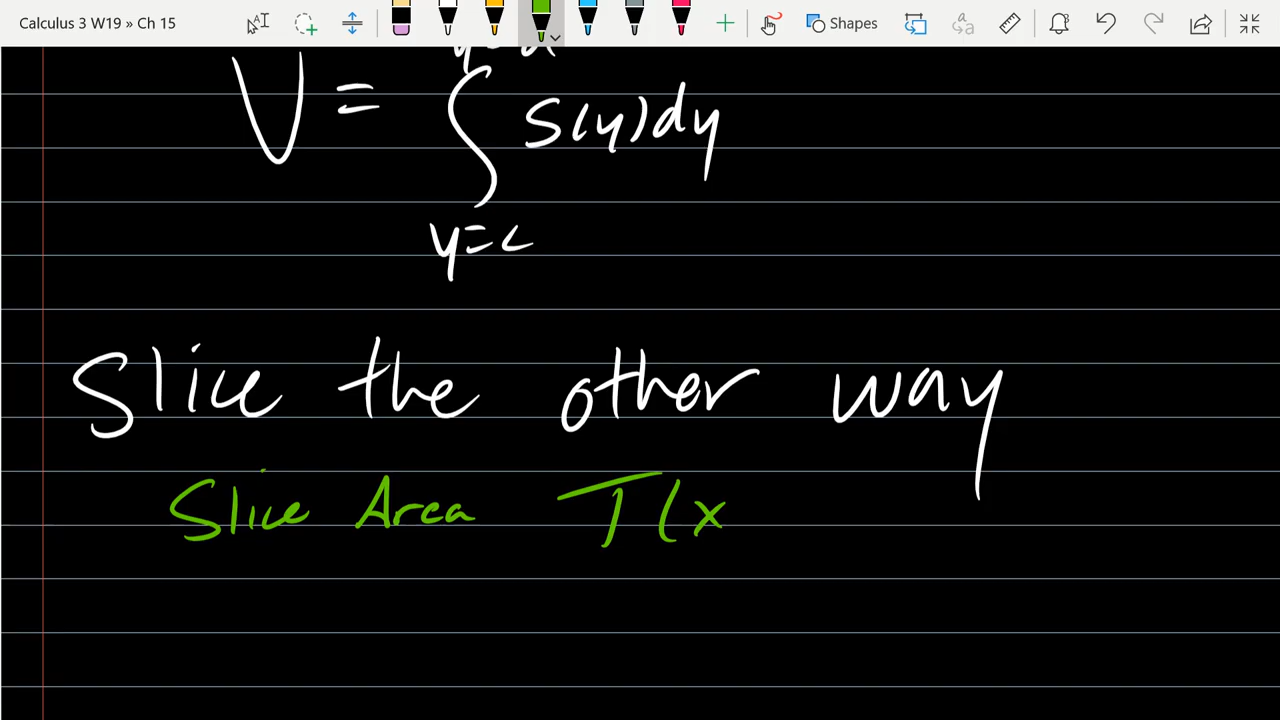 Calculus 3 W19 » Ch 15
Shapes
V = ∫ S(y)dy
y=c
Slice the other way
Slice Area T(x